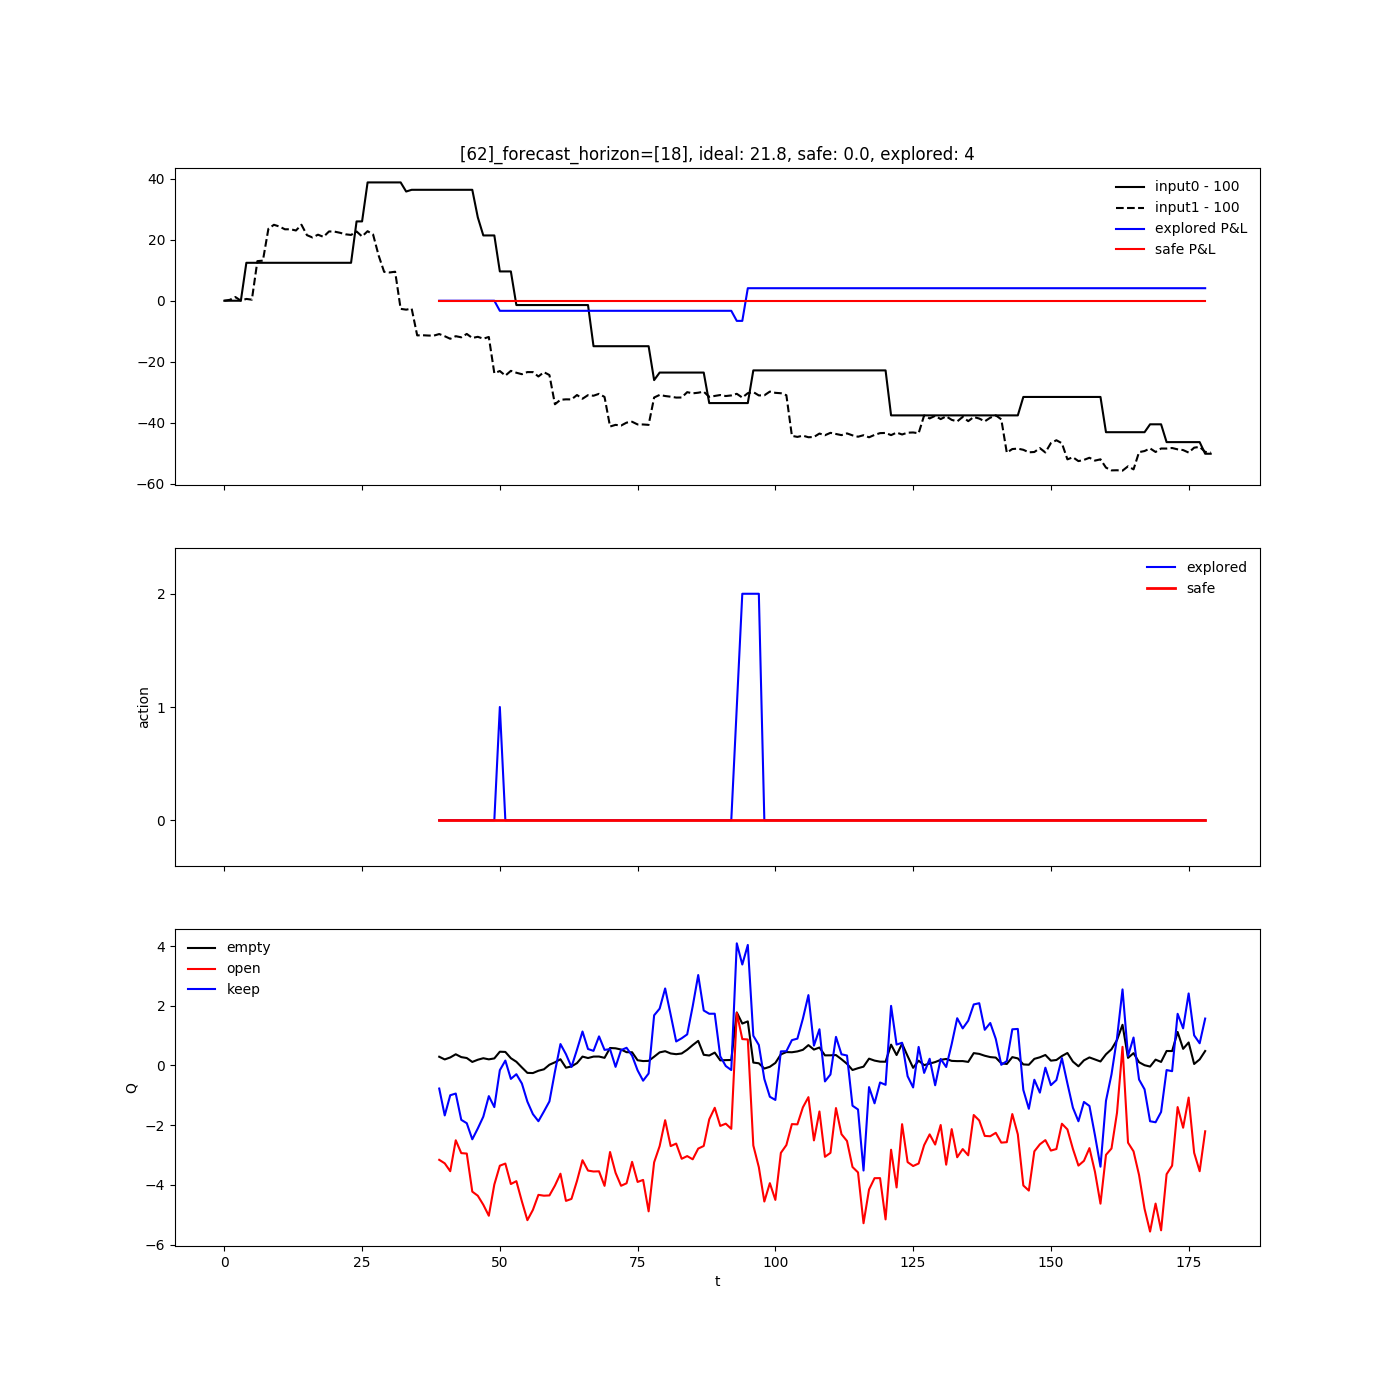 [62]_forecast_horizon=[18], ideal: 21.8, safe: 0.0, explored: 4
40
20
0
−20
−40
−60
input0 - 100
input1 - 100
explored P&L
safe P&L
action
2
1
0
explored
safe
Q
4
2
0
−2
−4
−6
empty
open
keep
0 25 50 75 100 125 150 175
t